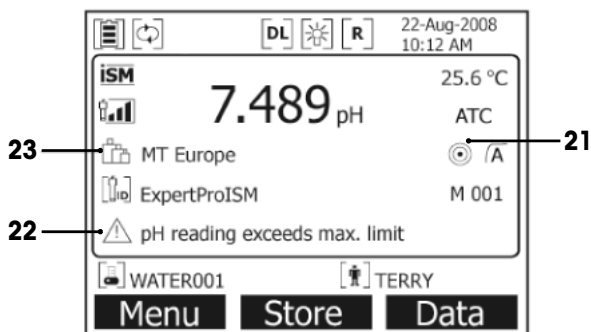 DL R 22-Aug-2008
10:12 AM
iSM 25.6 °C
7.489 pH ATC
23 MT Europe A 21
ID ExpertProISM M 001
22 pH reading exceeds max. limit
WATER001 TERRY
Menu Store Data